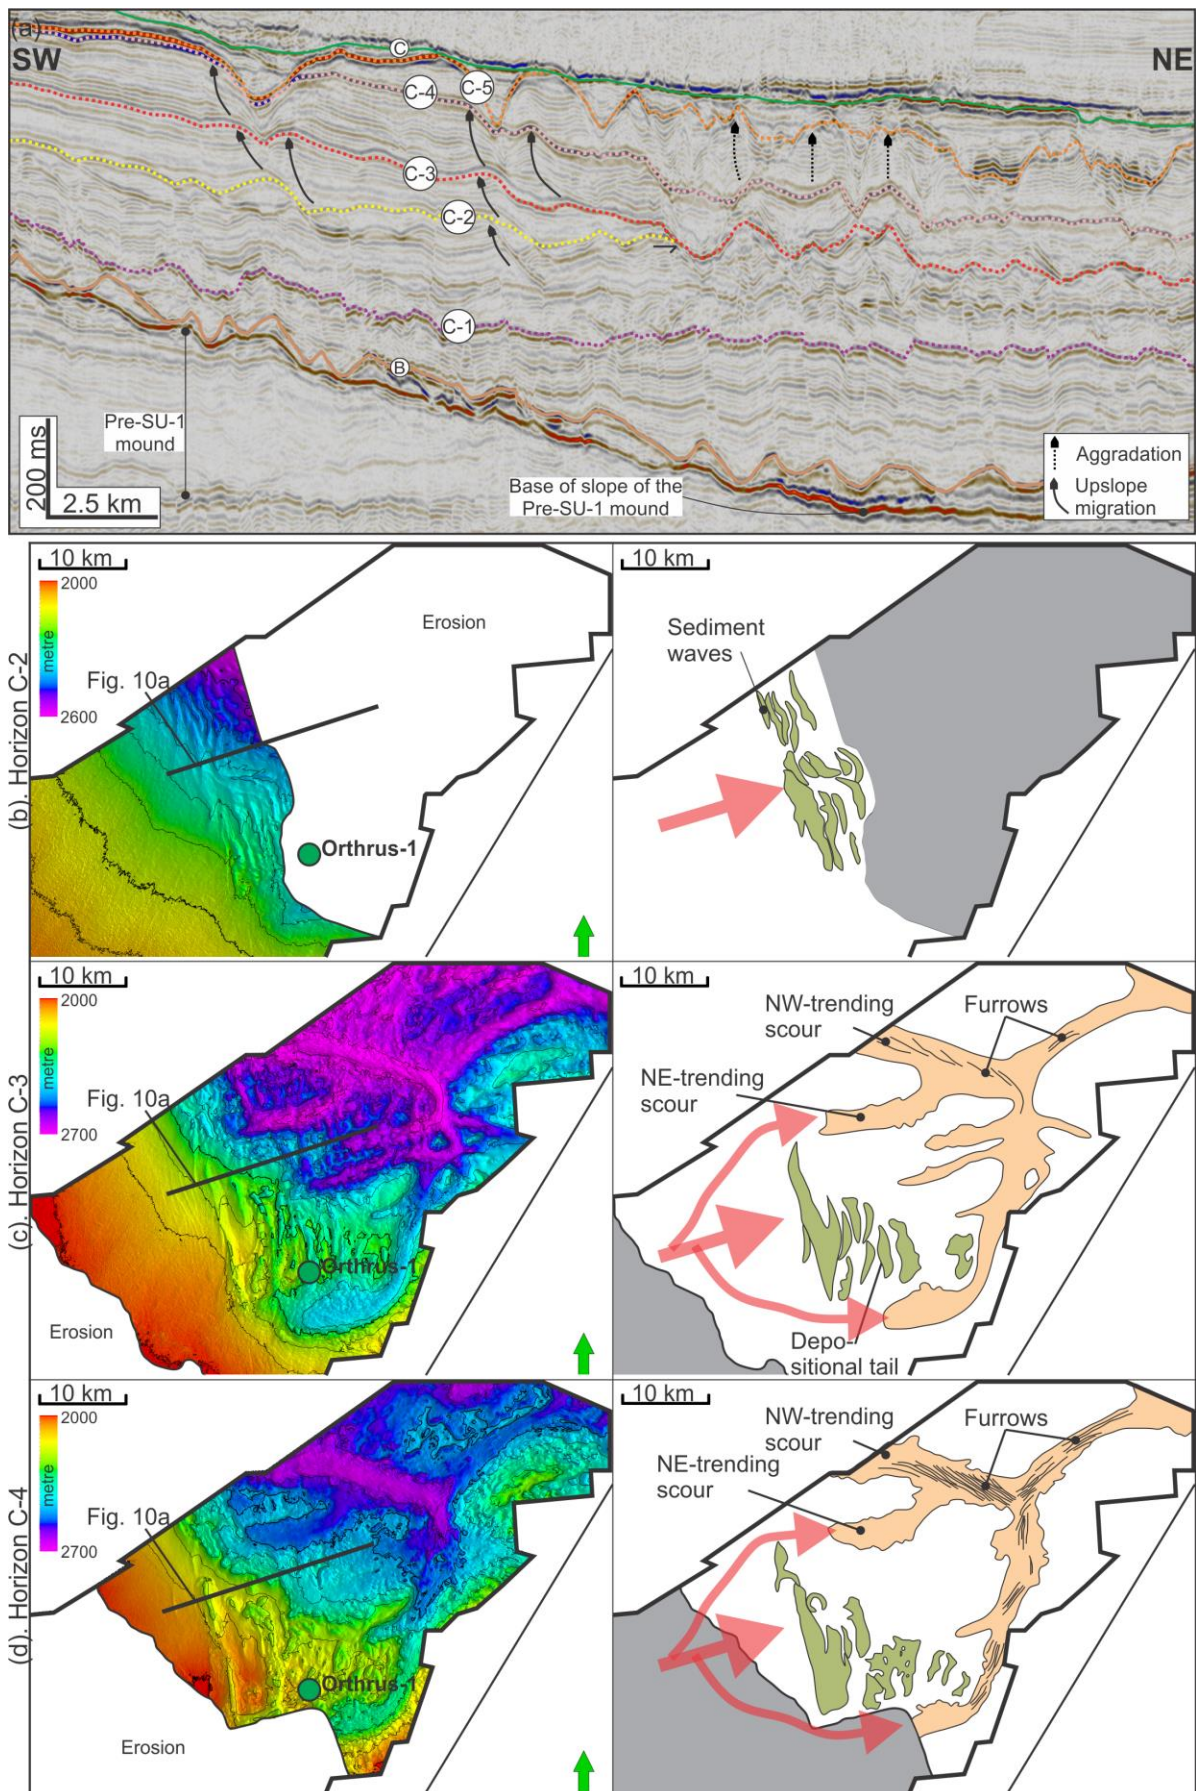 (a)
SW
NE
C
C-5
C-4
C-3
C-2
C-1
B
Pre-SU-1
mound
200 ms
2.5 km
Base of slope of the
Pre-SU-1 mound
Aggradation
Upslope
migration
(b). Horizon C-2
10 km
2000
metre
2600
Fig. 10a
Erosion
Orthrus-1
10 km
Sediment
waves
(c). Horizon C-3
10 km
2000
metre
2700
Fig. 10a
Orthrus-1
Erosion
10 km
NW-trending
scour
Furrows
NE-trending
scour
Depo-
sitional tail
(d). Horizon C-4
10 km
2000
metre
2700
Fig. 10a
Orthrus-1
Erosion
10 km
NW-trending
scour
Furrows
NE-trending
scour